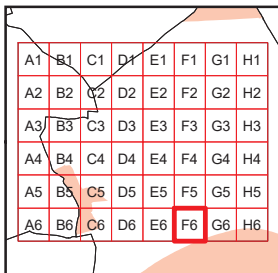 A1 B1 C1 D1 E1 F1 G1 H1
A2 B2 C2 D2 E2 F2 G2 H2
A3 B3 C3 D3 E3 F3 G3 H3
A4 B4 C4 D4 E4 F4 G4 H4
A5 B5 C5 D5 E5 F5 G5 H5
A6 B6 C6 D6 E6 F6 G6 H6